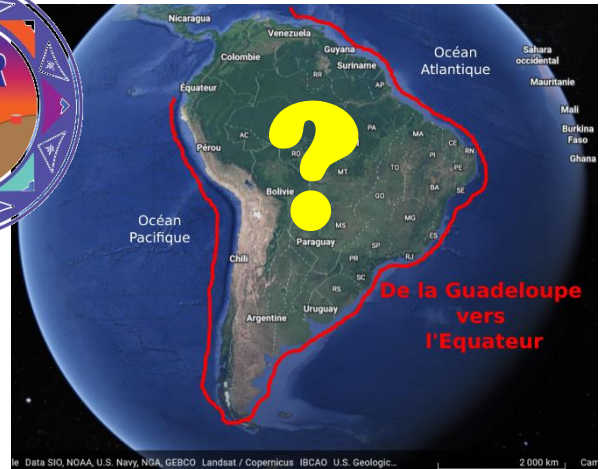 R
Nicaragua
Venezuela
Guyana
Colombie
Suriname
Océan
Atlantique
Sahara
occidental
RR
AP
Mauritanie
Équateur
Mali
AC
PA
MA
CE
RN
Burkina
Faso
Pérou
RO
TO
PI
PE
Ghana
?
MT
BA
SE
Bolivie
GO
Océan
Pacifique
MS
MG
ES
Paraguay
SP
RJ
Chili
PR
SC
De la Guadeloupe
vers
l'Equateur
RS
Uruguay
Argentine
le Data SIO, NOAA, U.S. Navy, NGA, GEBCO Landsat / Copernicus IBCAO U.S. Geologic...
2 000 km
Cam